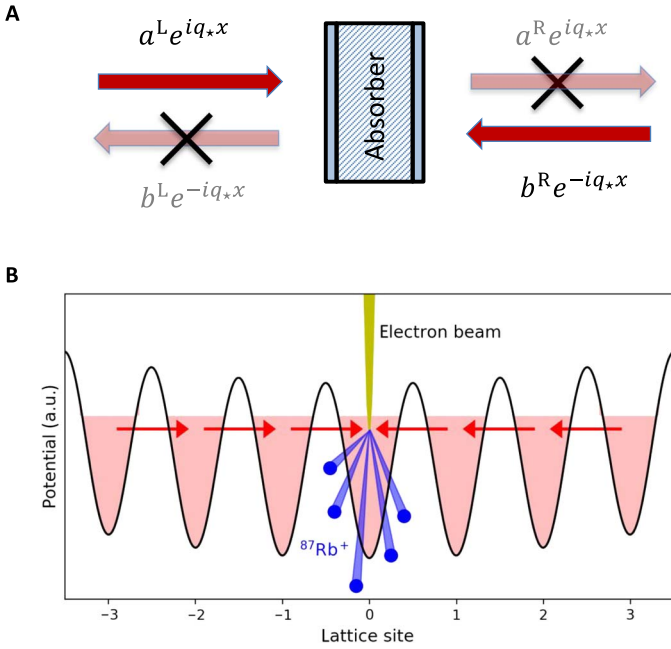 A
a^L e^{iq⋆x}
a^R e^{iq⋆x}
Absorber
b^L e^{-iq⋆x}
b^R e^{-iq⋆x}
B
Electron beam
Potential (a.u.)
^87Rb^+
−3 −2 −1 0 1 2 3
Lattice site